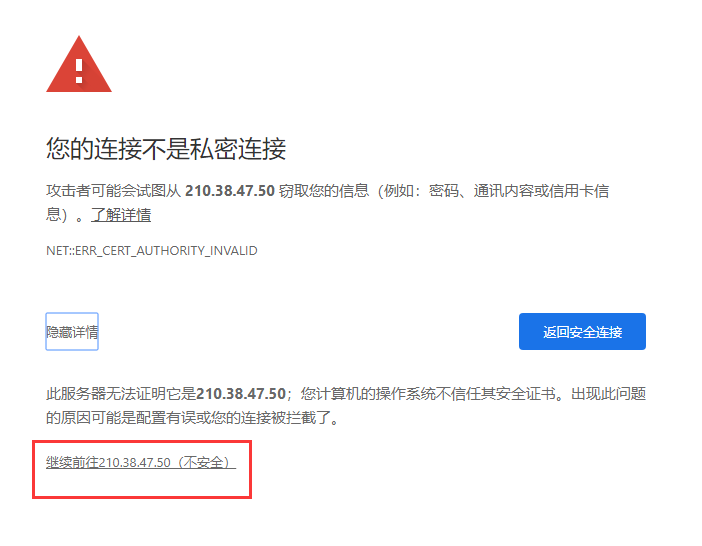 您的连接不是私密连接
攻击者可能会试图从 210.38.47.50 窃取您的信息（例如：密码、通讯内容或信用卡信
息）。了解详情
NET::ERR_CERT_AUTHORITY_INVALID
隐藏详情
返回安全连接
此服务器无法证明它是210.38.47.50；您计算机的操作系统不信任其安全证书。出现此问题
的原因可能是配置有误或您的连接被拦截了。
继续前往210.38.47.50（不安全）